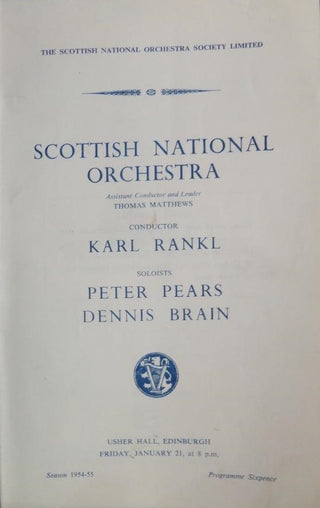 THE SCOTTISH NATIONAL ORCHESTRA SOCIETY LIMITED
SCOTTISH NATIONAL
ORCHESTRA
Assistant Conductor and Leader
THOMAS MATTHEWS
CONDUCTOR
KARL RANKL
SOLOISTS
PETER PEARS
DENNIS BRAIN
USHER HALL, EDINBURGH
FRIDAY, JANUARY 21, at 8 p.m.
Season 1954-55 Programme Sixpence